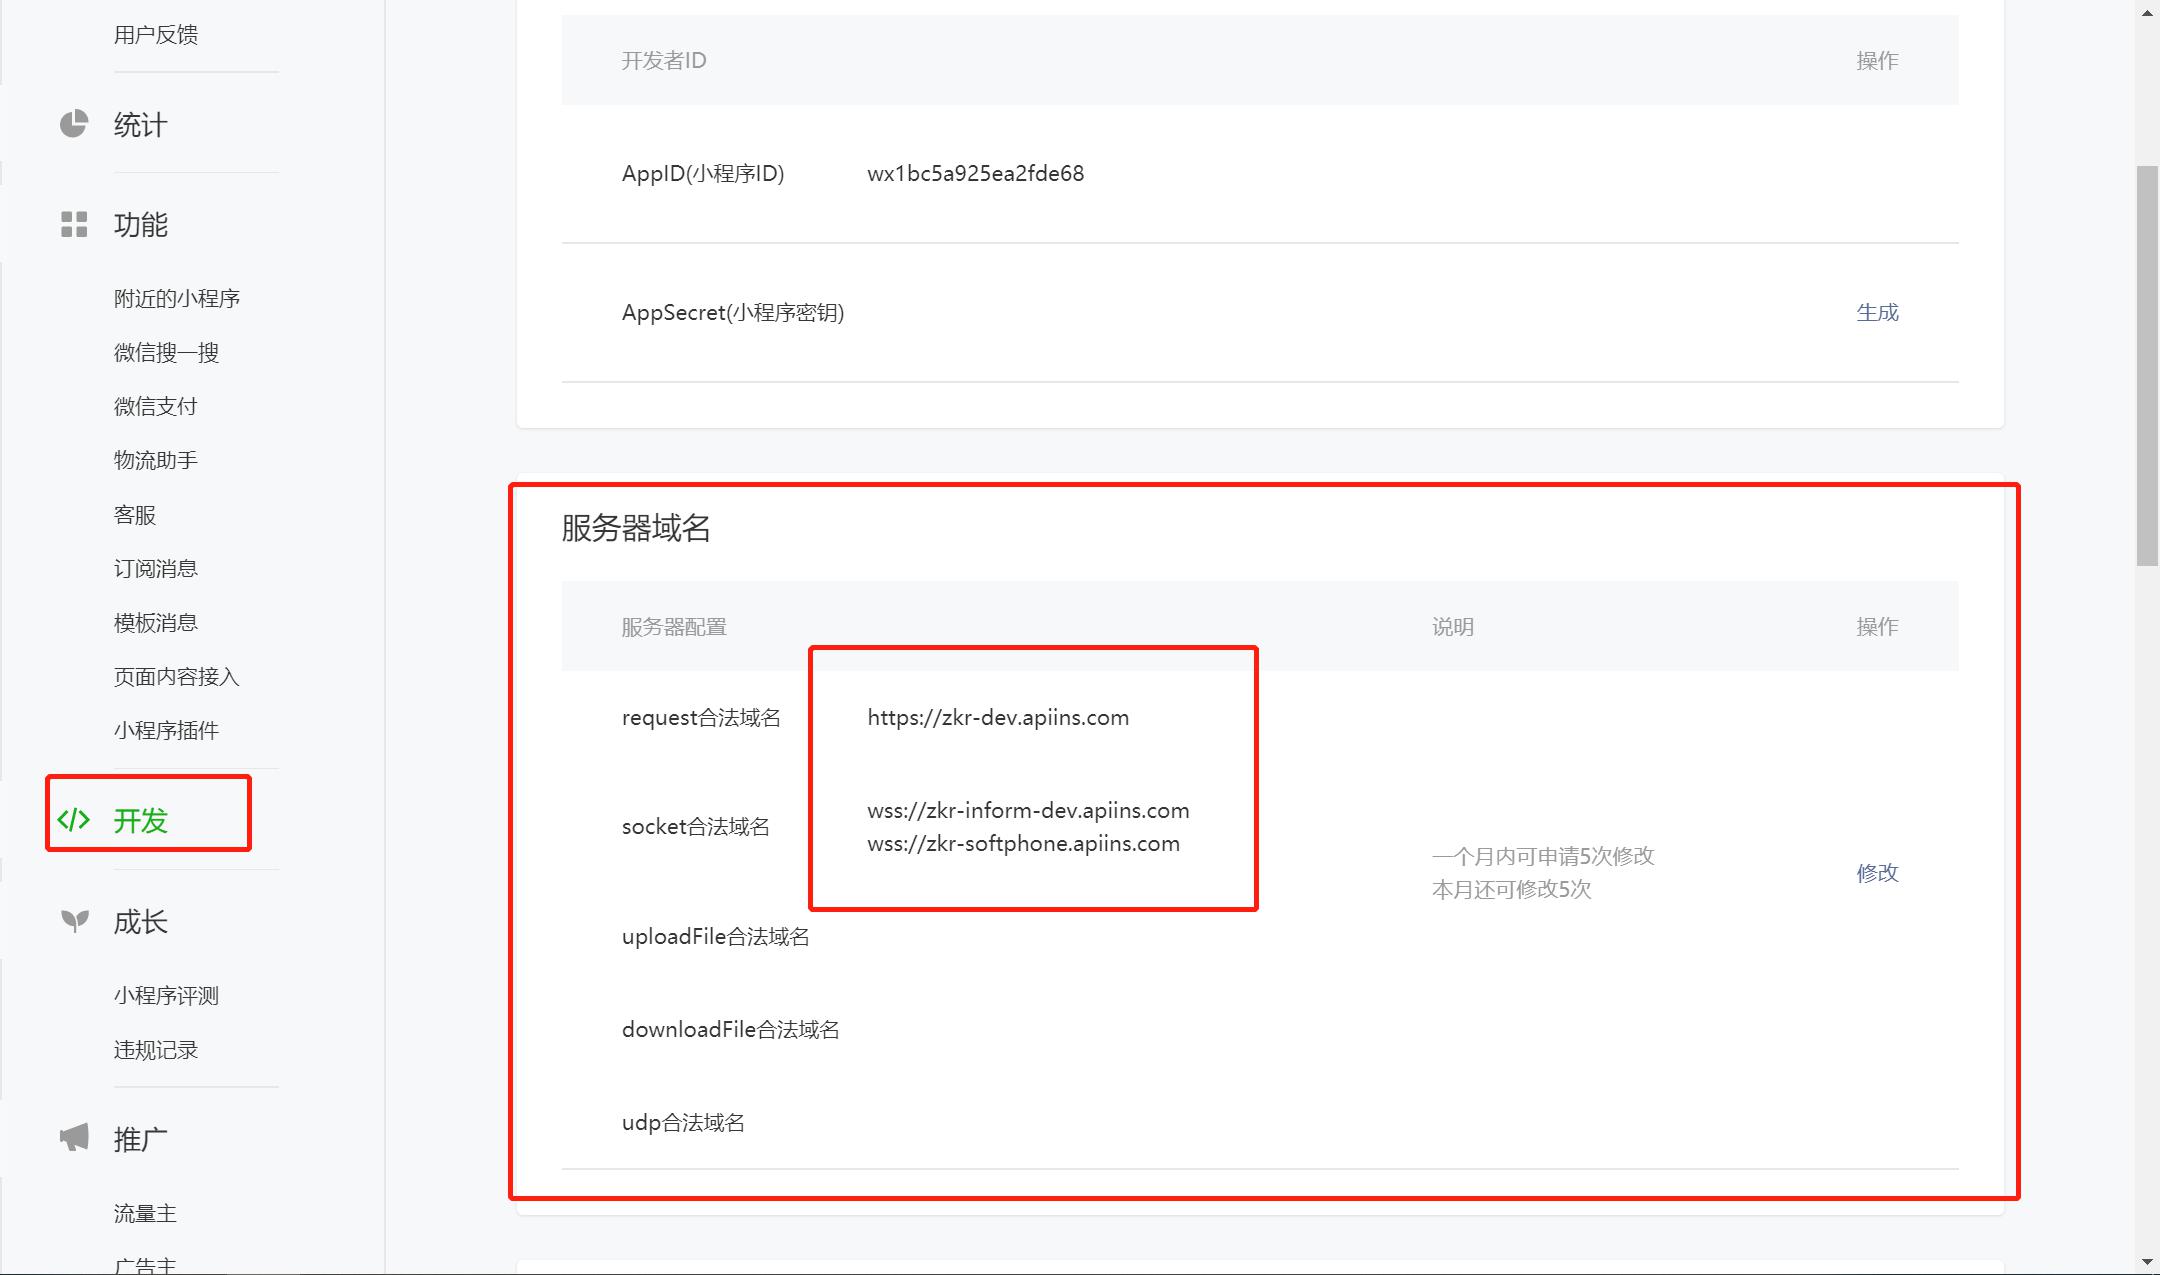 用户反馈
统计
功能
附近的小程序
微信搜一搜
微信支付
物流助手
客服
订阅消息
模板消息
页面内容接入
小程序插件
开发
成长
小程序评测
违规记录
推广
流量主
广告主
开发者ID 操作
AppID(小程序ID) wx1bc5a925ea2fde68
AppSecret(小程序密钥) 生成
服务器域名
服务器配置 说明 操作
request合法域名 https://zkr-dev.apiins.com
socket合法域名 wss://zkr-inform-dev.apiins.com
wss://zkr-softphone.apiins.com
一个月内可申请5次修改
本月还可修改5次
修改
uploadFile合法域名
downloadFile合法域名
udp合法域名